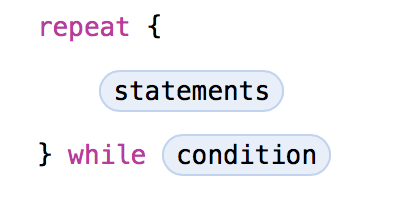 repeat {
statements
} while condition